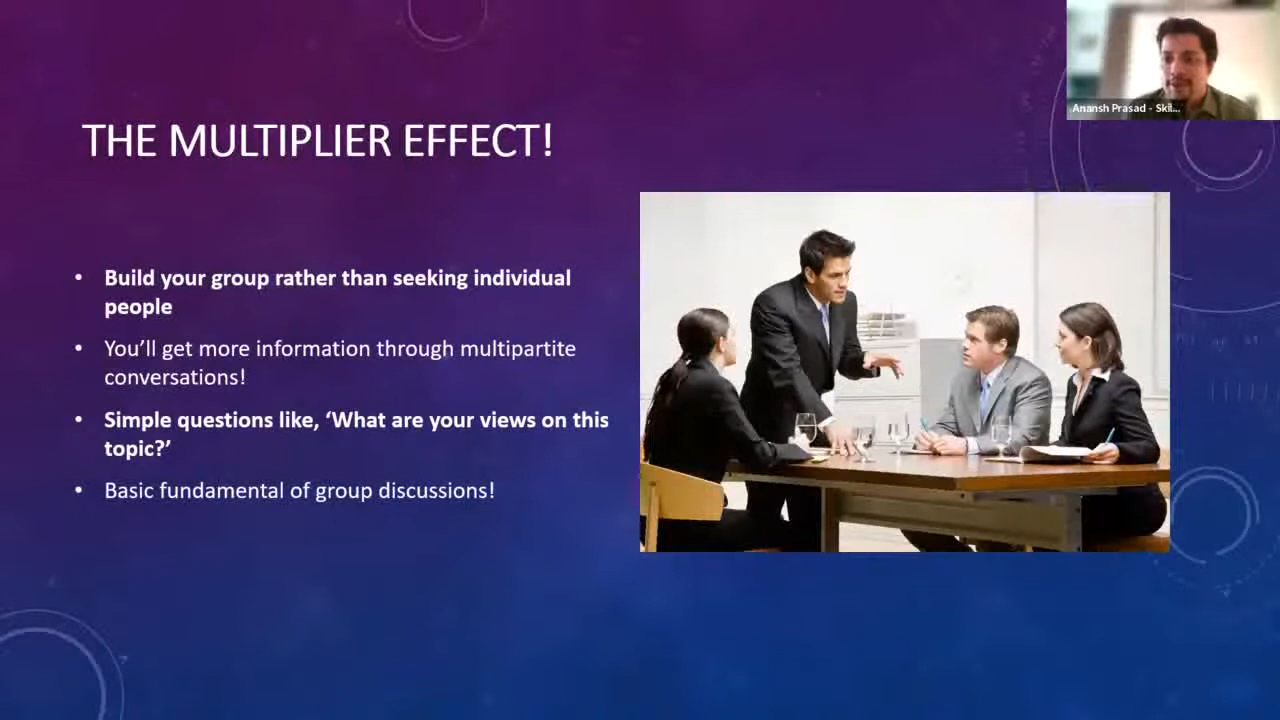 Anansh Prasad - Skil...
THE MULTIPLIER EFFECT!
• Build your group rather than seeking individual
people
• You’ll get more information through multipartite
conversations!
• Simple questions like, ‘What are your views on this
topic?’
• Basic fundamental of group discussions!